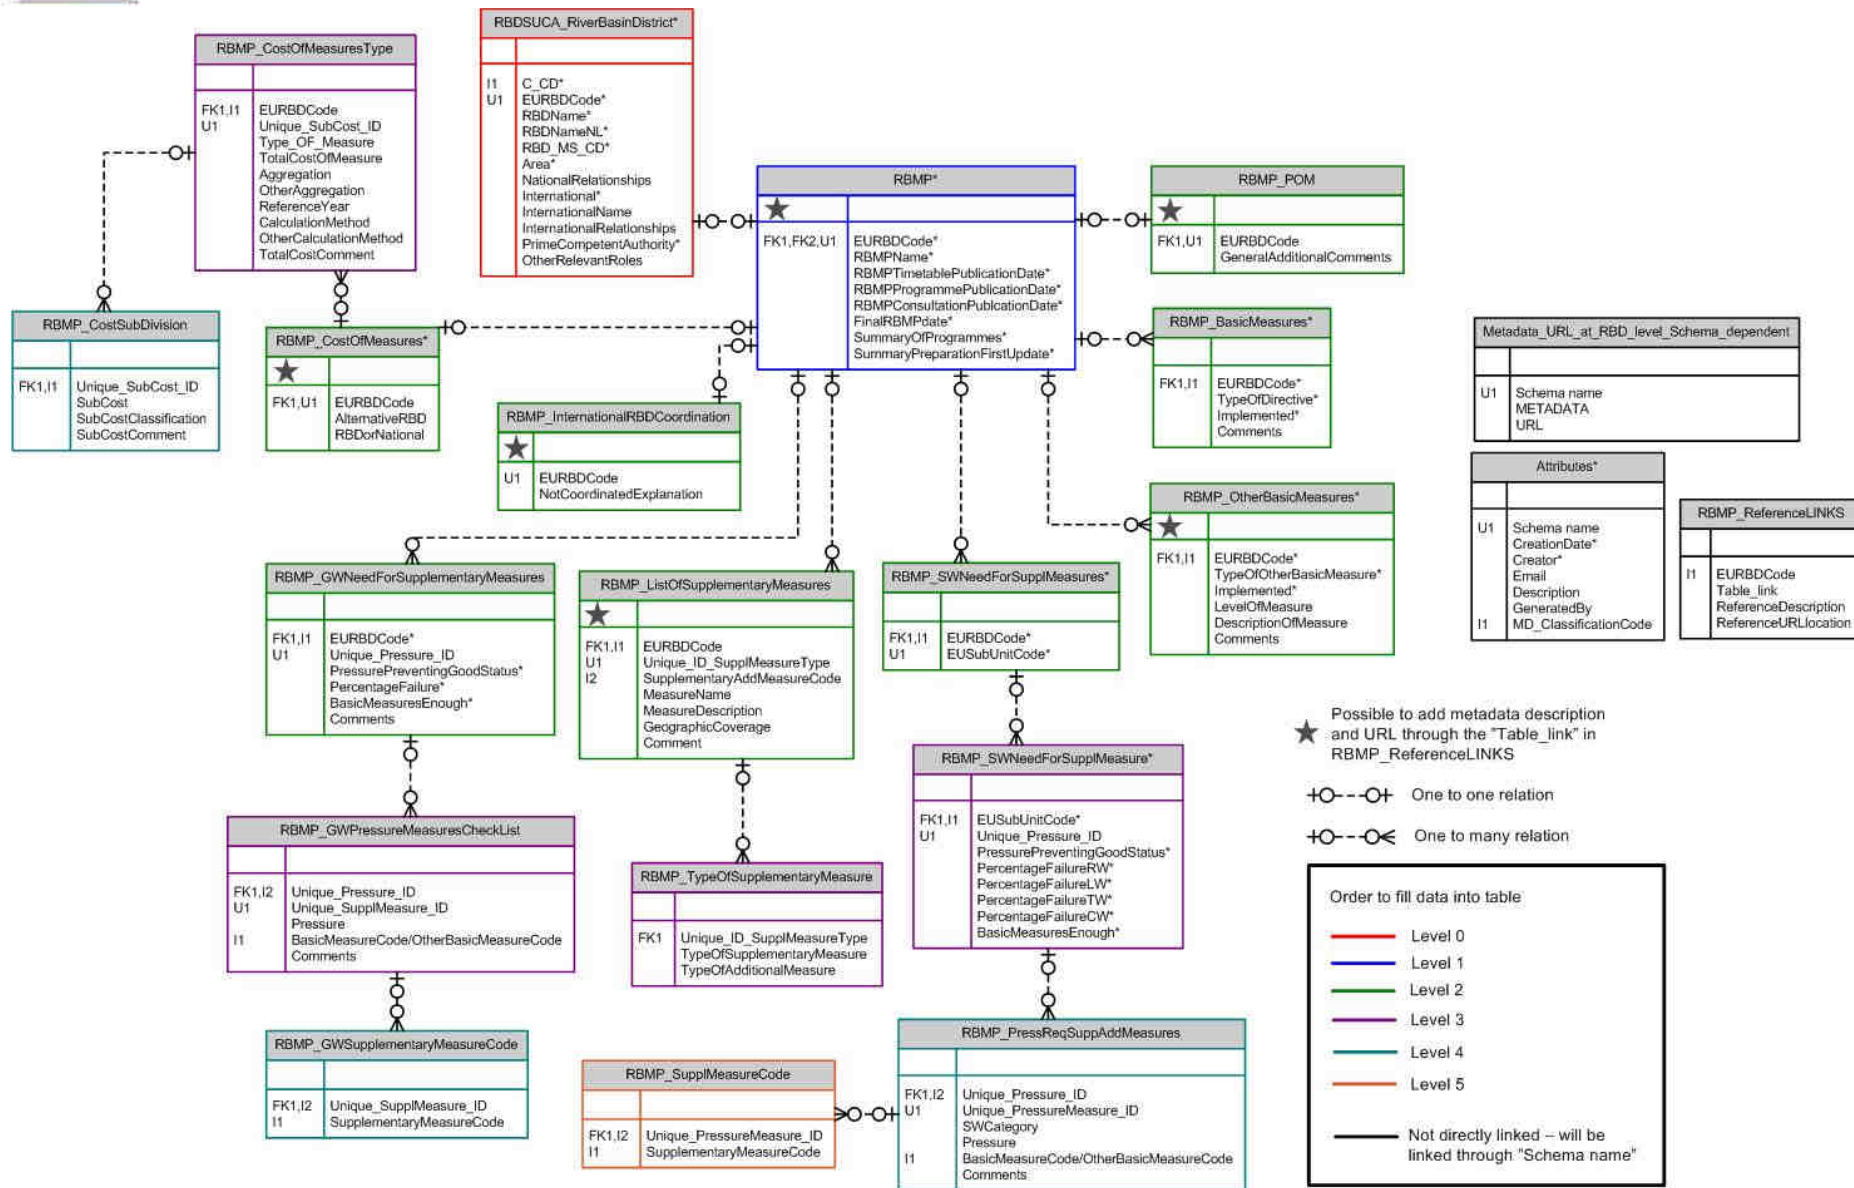 RBMP_CostOfMeasuresType
FK1,I1 EURBDCode
U1 Unique_SubCost_ID
Type_OF_Measure
TotalCostOfMeasure
Aggregation
OtherAggregation
ReferenceYear
CalculationMethod
OtherCalculationMethod
TotalCostComment
RBDSUCA_RiverBasinDistrict*
I1 C_CD*
U1 EURBDCode*
RBDName*
RBDNameNL*
RBD_MS_CD*
Area*
NationalRelationships
International*
InternationalName
InternationalRelationships
PrimeCompetentAuthority*
OtherRelevantRoles
RBMP*
FK1,FK2,U1 EURBDCode*
RBMPName*
RBMPTimetablePublicationDate*
RBMPProgrammePublicationDate*
RBMPConsultationPublcationDate*
FinalRBMPdate*
SummaryOfProgrammes*
SummaryPreparationFirstUpdate*
RBMP_POM
FK1,U1 EURBDCode
GeneralAdditionalComments
RBMP_CostSubDivision
FK1,I1 Unique_SubCost_ID
SubCost
SubCostClassification
SubCostComment
RBMP_CostOfMeasures*
FK1,U1 EURBDCode
AlternativeRBD
RBDorNational
RBMP_InternationalRBDCoordination
U1 EURBDCode
NotCoordinatedExplanation
RBMP_BasicMeasures*
FK1,I1 EURBDCode*
TypeOfDirective*
Implemented*
Comments
Metadata_URL_at_RBD_level_Schema_dependent
U1 Schema name
METADATA
URL
Attributes*
U1 Schema name
CreationDate*
Creator*
Email
Description
GeneratedBy
I1 MD_ClassificationCode
RBMP_ReferenceLINKS
I1 EURBDCode
Table_link
ReferenceDescription
ReferenceURLlocation
RBMP_OtherBasicMeasures*
FK1,I1 EURBDCode*
TypeOfOtherBasicMeasure*
Implemented*
LevelOfMeasure
DescriptionOfMeasure
Comments
RBMP_GWNeedForSupplementaryMeasures
FK1,I1 EURBDCode*
U1 Unique_Pressure_ID
PressurePreventingGoodStatus*
PercentageFailure*
BasicMeasuresEnough*
Comments
RBMP_ListOfSupplementaryMeasures
FK1,I1 EURBDCode
U1 Unique_ID_SupplMeasureType
I2 SupplementaryAddMeasureCode
MeasureName
MeasureDescription
GeographicCoverage
Comment
RBMP_SWNeedForSupplMeasures*
FK1,I1 EURBDCode*
U1 EUSubUnitCode*
RBMP_SWNeedForSupplMeasure*
FK1,I1 EUSubUnitCode*
U1 Unique_Pressure_ID
PressurePreventingGoodStatus*
PercentageFailureRW*
PercentageFailureLW*
PercentageFailureTW*
PercentageFailureCW*
BasicMeasuresEnough*
RBMP_GWPressureMeasuresCheckList
FK1,I2 Unique_Pressure_ID
U1 Unique_SupplMeasure_ID
Pressure
I1 BasicMeasureCode/OtherBasicMeasureCode
Comments
RBMP_TypeOfSupplementaryMeasure
FK1 Unique_ID_SupplMeasureType
TypeOfSupplementaryMeasure
TypeOfAdditionalMeasure
RBMP_GWSupplementaryMeasureCode
FK1,I2 Unique_SupplMeasure_ID
I1 SupplementaryMeasureCode
RBMP_SupplMeasureCode
FK1,I2 Unique_PressureMeasure_ID
I1 SupplementaryMeasureCode
RBMP_PressReqSuppAddMeasures
FK1,I2 Unique_Pressure_ID
U1 Unique_PressureMeasure_ID
SWCategory
Pressure
I1 BasicMeasureCode/OtherBasicMeasureCode
Comments
Possible to add metadata description
and URL through the "Table_link" in
RBMP_ReferenceLINKS
One to one relation
One to many relation
Order to fill data into table
Level 0
Level 1
Level 2
Level 3
Level 4
Level 5
Not directly linked – will be
linked through "Schema name"